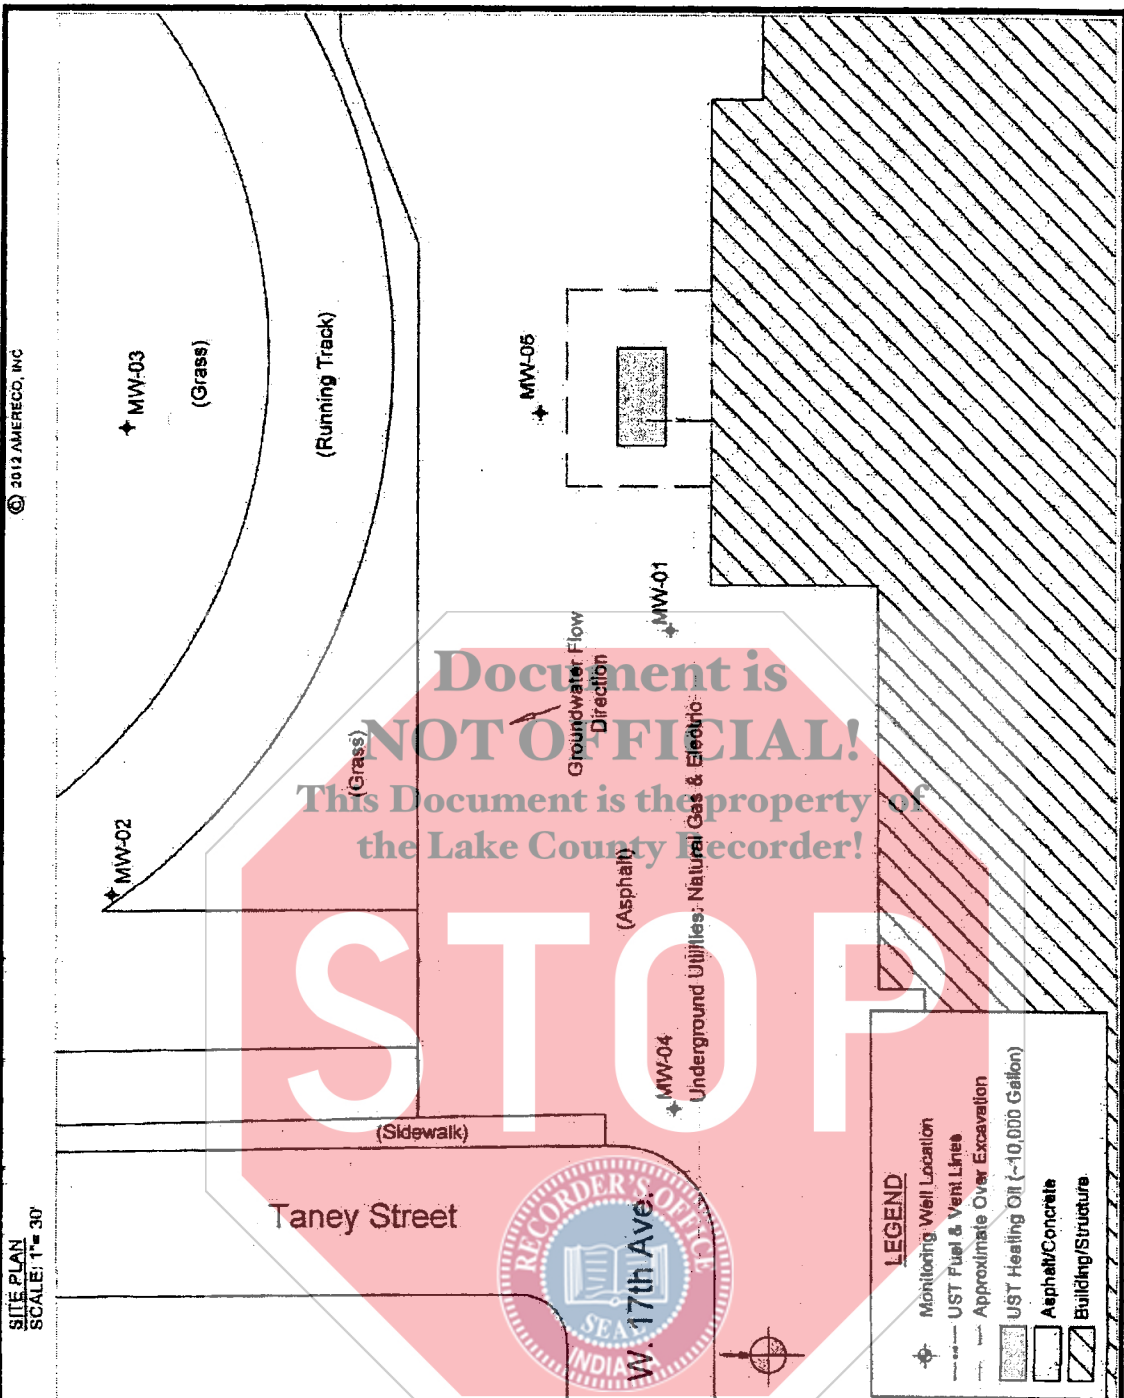 SITE PLAN
SCALE: 1"= 30'
© 2012 AMERECO, INC
MW-03
(Grass)
(Running Track)
MW-05
MW-01
Groundwater Flow
Direction
(Grass)
MW-02
(Asphalt)
Underground Utilities: Natural Gas & Electric
MW-04
(Sidewalk)
Taney Street
W. 17th Ave.
LEGEND
Monitoring Well Location
UST Fuel & Vent Lines
Approximate Over Excavation
UST Heating Oil (~10,000 Gallon)
Asphalt/Concrete
Building/Structure
Document is
NOT OFFICIAL!
This Document is the property of
the Lake County Recorder!
STOP
RECORDER'S OFFICE
SEAL
INDIANA